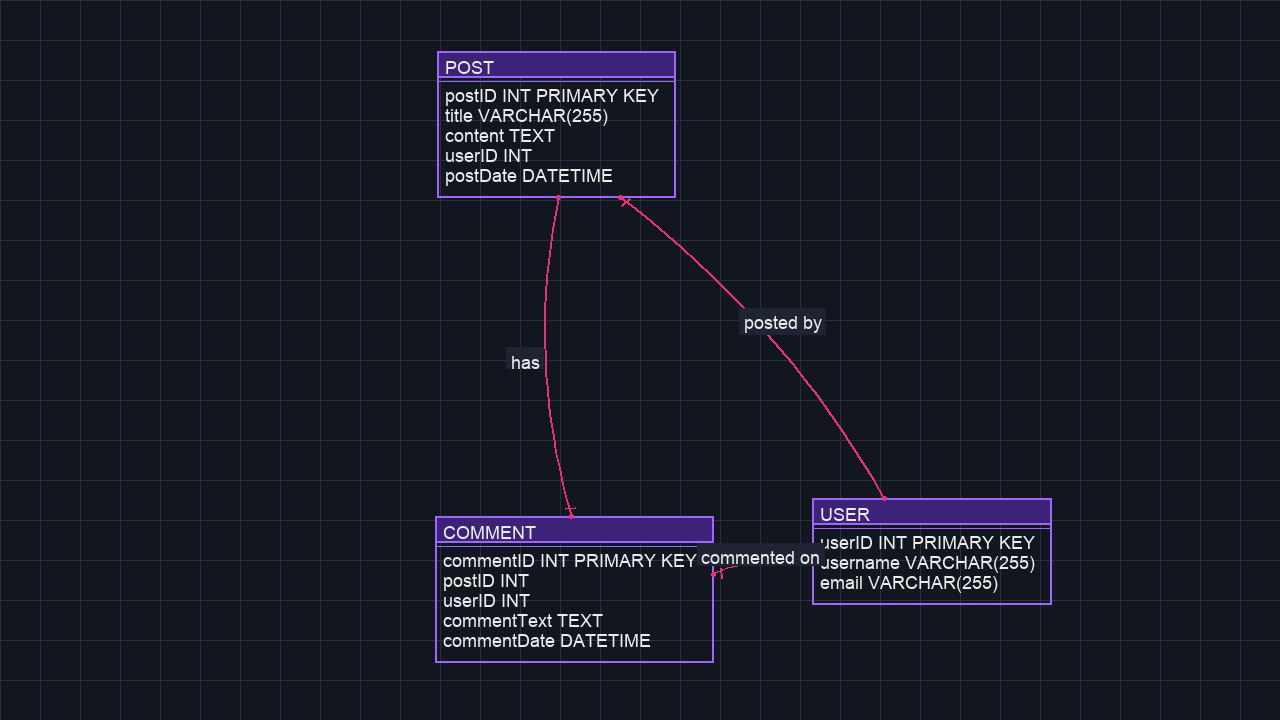 POST
postID INT PRIMARY KEY
title VARCHAR(255)
content TEXT
userID INT
postDate DATETIME
posted by
has
USER
userID INT PRIMARY KEY
username VARCHAR(255)
email VARCHAR(255)
COMMENT
commentID INT PRIMARY KEY
postID INT
userID INT
commentText TEXT
commentDate DATETIME
commented on